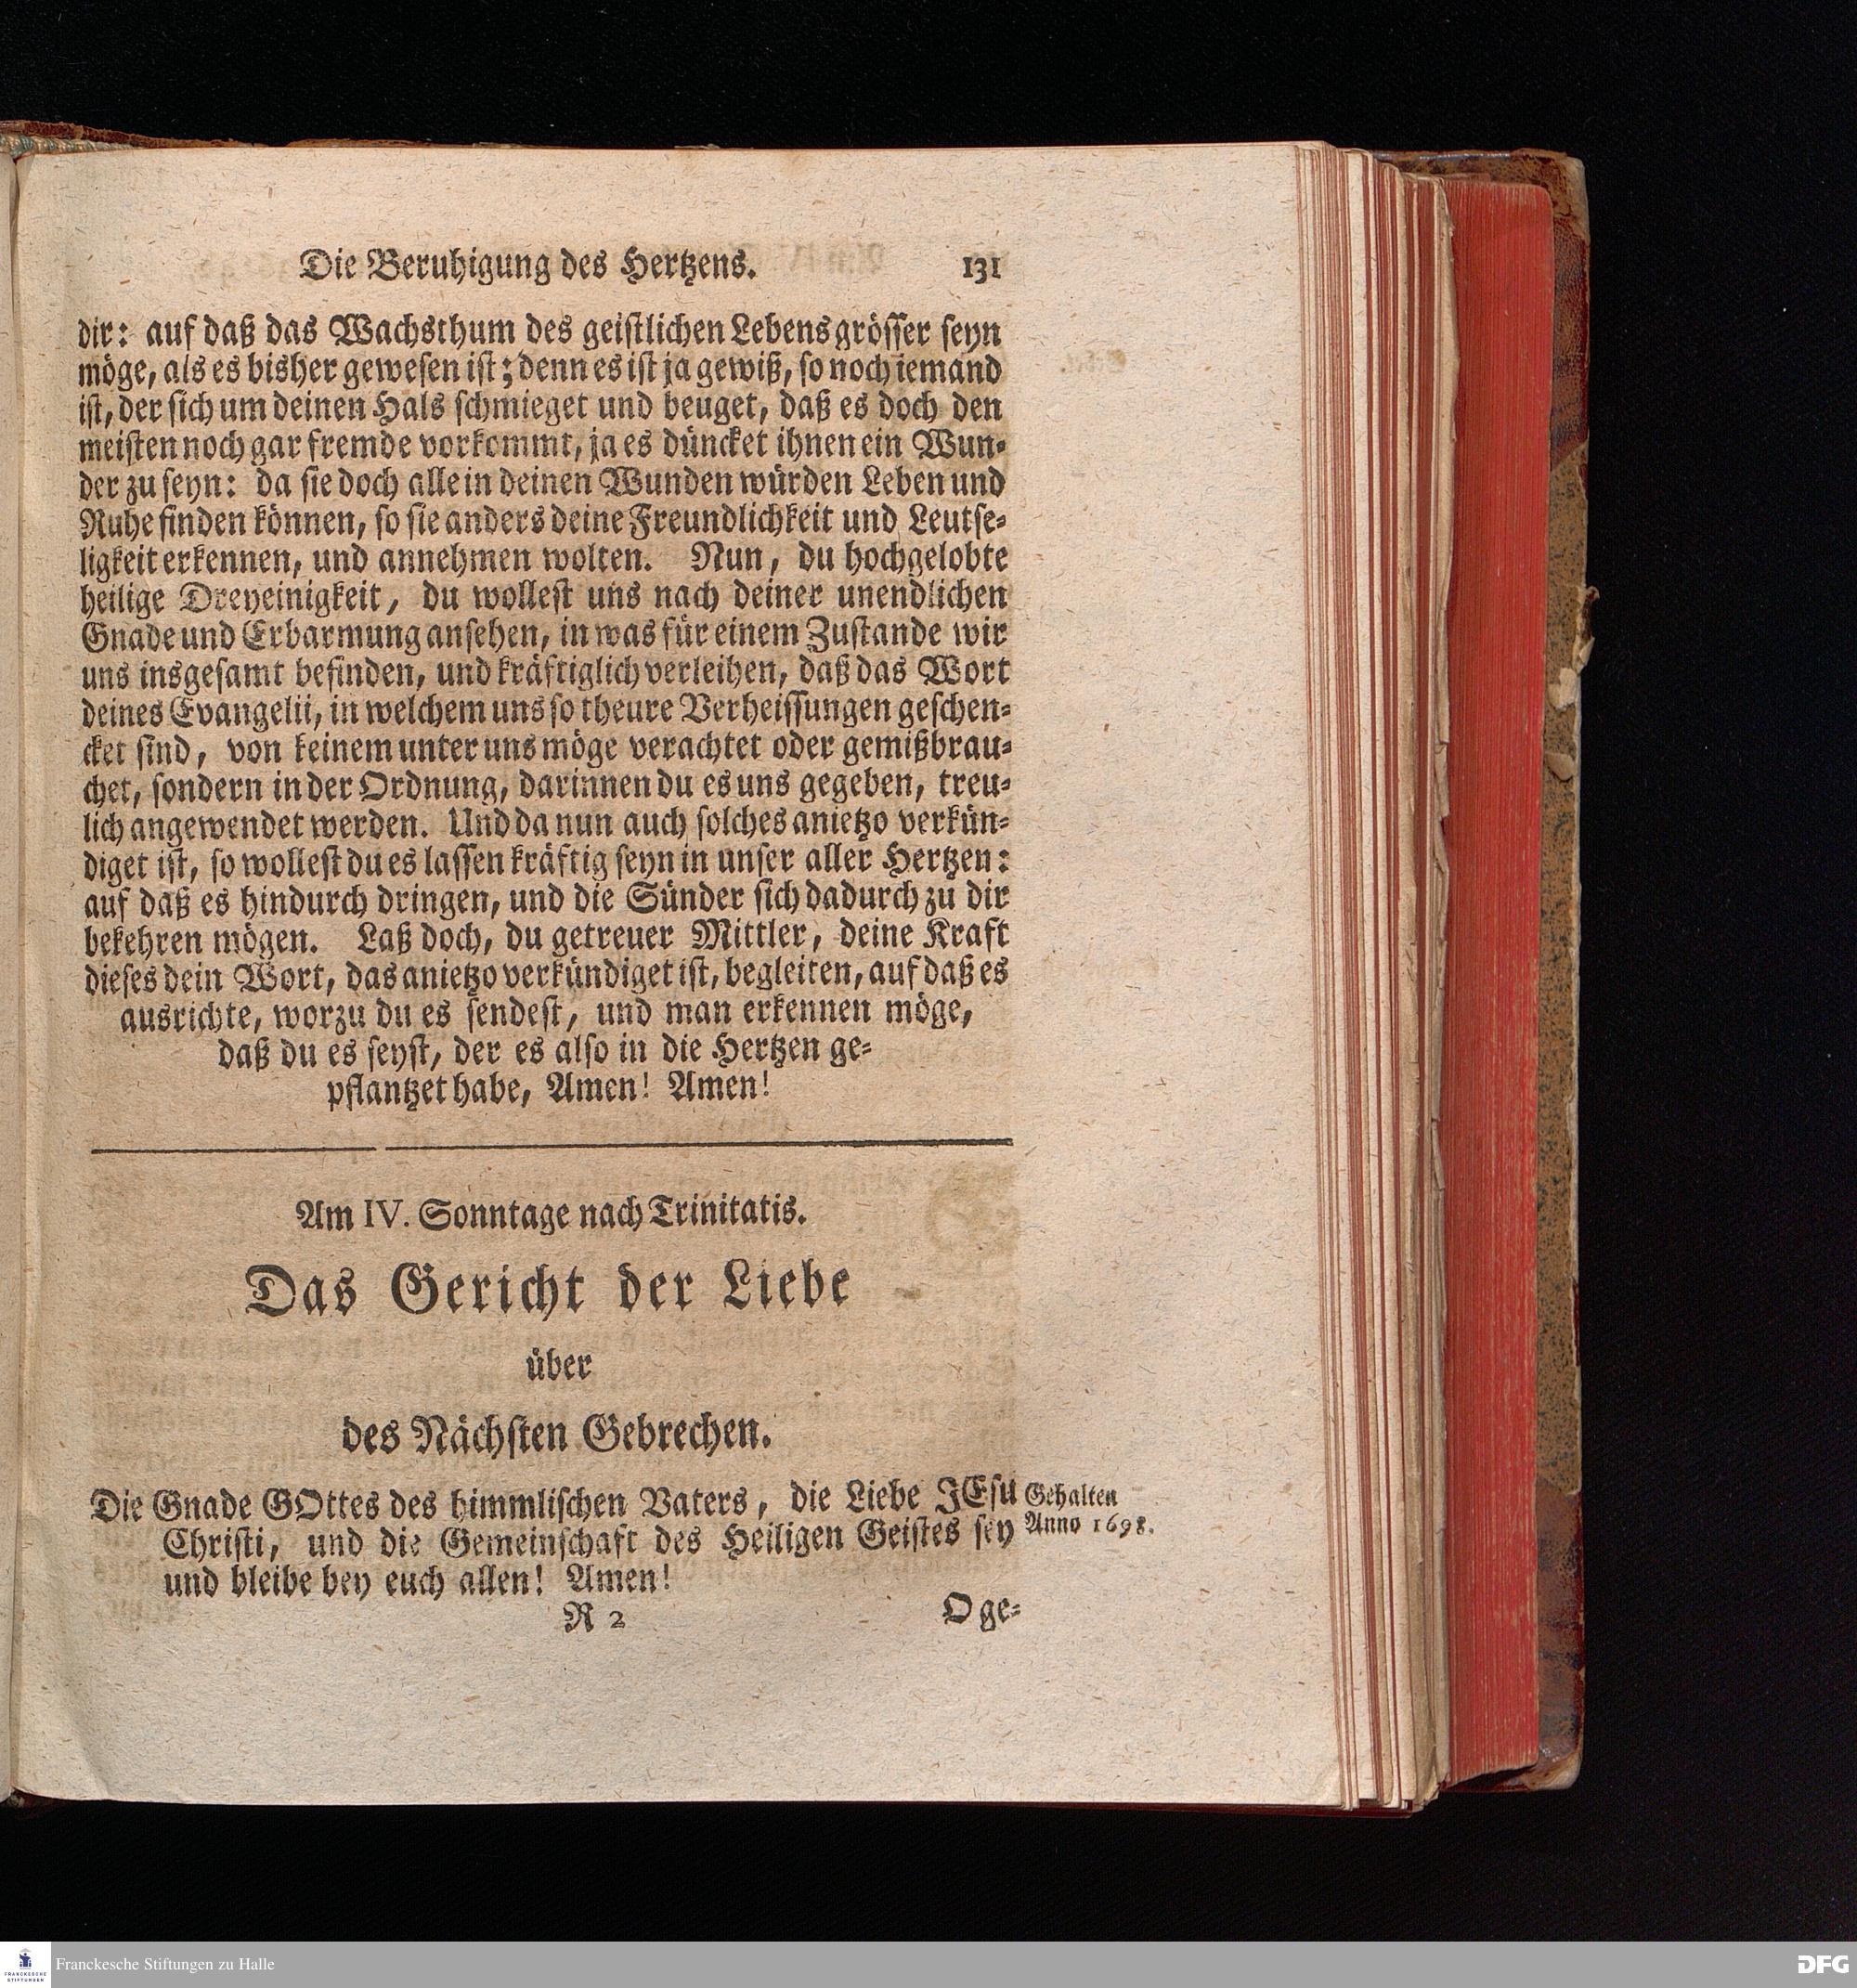 Die Beruhigung des Hertzens. 131
dir: auf daß das Wachsthum des geistlichen Lebens grösser seyn
möge, als es bisher gewesen ist; denn es ist ja gewiß, so noch iemand
ist, der sich um deinen Hals schmieget und beuget, daß es doch den
meisten noch gar fremde vorkommt, ja es düncket ihnen ein Wun-
der zu seyn: da sie doch allein deinen Wunden würden Leben und
Ruhe finden können, so sie anders deine Freundlichkeit und Leutse-
ligkeit erkennen, und annehmen wolten. Nun, du hochgelobte
heilige Dreyeinigkeit, du wollest uns nach deiner unendlichen
Gnade und Erbarmung ansehen, in was für einem Zustande wir
uns insgesamt befinden, und kräftiglich verleihen, daß das Wort
deines Evangelii, in welchem uns so theure Verheissungen geschen-
cket sind, von keinem unter uns möge verachtet oder gemißbrau-
chet, sondern in der Ordnung, darinnen du es uns gegeben, treu-
lich angewendet werden. Und da nun auch solches anietzo verkün-
diget ist, so wollest du es lassen kräftig seyn in unser aller Hertzen:
auf daß es hindurch dringen, und die Sünder sich dadurch zu dir
bekehren mögen. Laß doch, du getreuer Mittler, deine Kraft
dieses dein Wort, das anietzo verkündiget ist, begleiten, auf daß es
ausrichte, worzu du es sendest, und man erkennen möge,
daß du es seyst, der es also in die Hertzen ge-
pflantzet habe, Amen! Amen!
Am IV. Sonntage nach Trinitatis.
Das Gericht der Liebe
über
des Nächsten Gebrechen.
Die Gnade GOttes des himmlischen Vaters, die Liebe JEsu
Christi, und die Gemeinschaft des Heiligen Geistes sey
und bleibe bey euch allen! Amen!
Gehalten
Anno 1698.
R 2 O ge-
FRANCKESCHE
STIFTUNGEN
Franckesche Stiftungen zu Halle
DFG